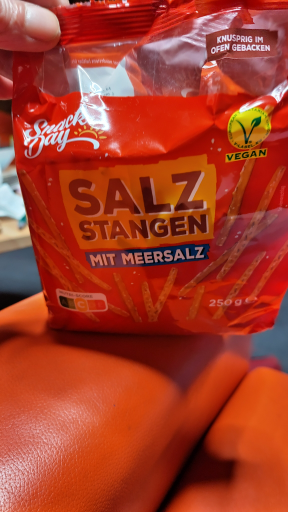 KNUSPRIG IM
OFEN GEBACKEN
Snack
Day
VEGAN
SALZ
STANGEN
MIT MEERSALZ
250 g e